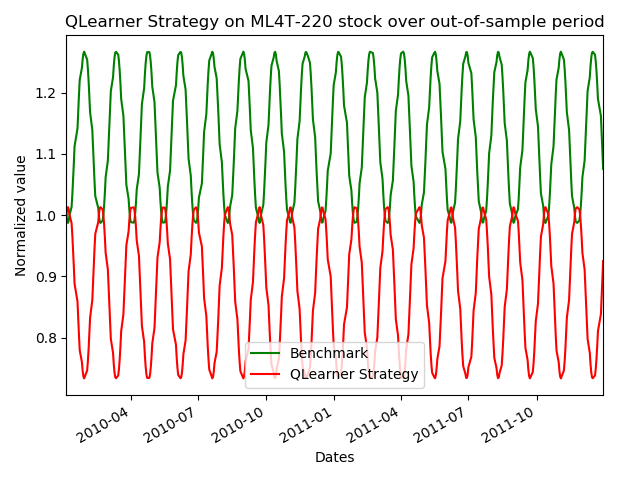 QLearner Strategy on ML4T-220 stock over out-of-sample period
Normalized value
1.2
1.1
1.0
0.9
0.8
Benchmark
QLearner Strategy
2010-04
2010-07
2010-10
2011-01
2011-04
2011-07
2011-10
Dates